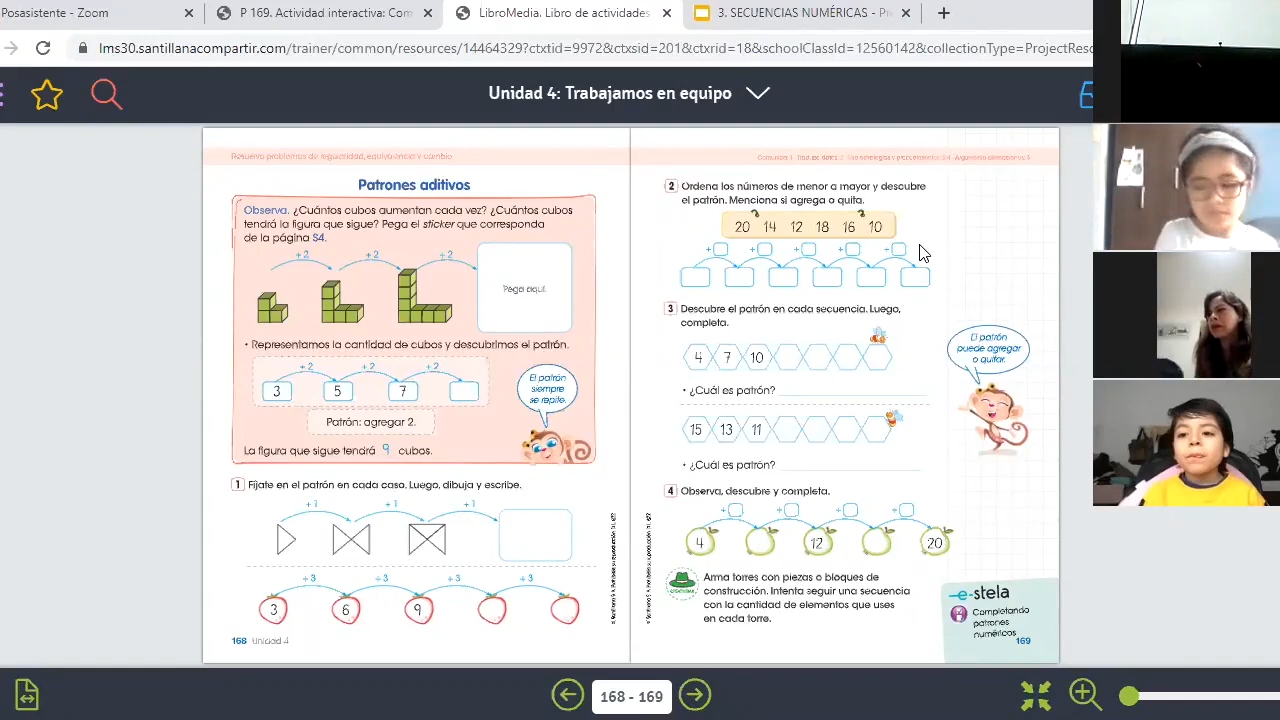 Posasistente - Zoom
P 169. Actividad interactiva: Com
LibroMedia. Libro de actividades
3. SECUENCIAS NUMÉRICAS - Pr
lms30.santillanacompartir.com/trainer/common/resources/14464329?ctxtid=9972&ctxsid=201&ctxrid=18&schoolClassId=12560142&collectionType=ProjectReso
Unidad 4: Trabajamos en equipo
Resuelve problemas de regularidad, equivalencia y cambio
Patrones aditivos
Observa. ¿Cuántos cubos aumentan cada vez? ¿Cuántos cubos
tendrá la figura que sigue? Pega el sticker que corresponda
de la página S4.
+2 +2 +2
Pega aquí.
• Representamos la cantidad de cubos y descubrimos el patrón.
+2 +2 +2
3 5 7
Patrón: agregar 2.
El patrón
siempre
se repite.
La figura que sigue tendrá 9 cubos.
1 Fíjate en el patrón en cada caso. Luego, dibuja y escribe.
+1 +1 +1
+3 +3 +3 +3
3 6 9
168 Unidad 4
2 Ordena los números de menor a mayor y descubre
el patrón. Menciona si agrega o quita.
20 14 12 18 16 10
+ + + + +
3 Descubre el patrón en cada secuencia. Luego,
completa.
4 7 10
• ¿Cuál es patrón?
15 13 11
• ¿Cuál es patrón?
El patrón
puede agregar
o quitar.
4 Observa, descubre y completa.
+ + + +
4 12 20
Arma torres con piezas o bloques de
construcción. Intenta seguir una secuencia
con la cantidad de elementos que uses
en cada torre.
e-stela
Completando
patrones
numéricos
169
168 - 169